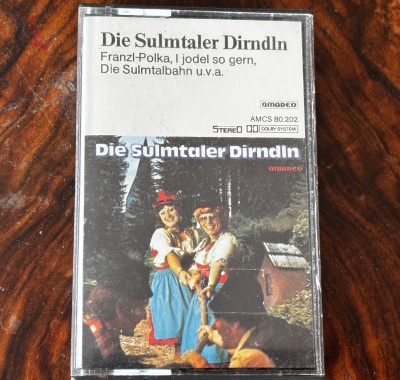 Die Sulmtaler Dirndln
Franzl-Polka, I jodel so gern,
Die Sulmtalbahn u.v.a.
amadeo
AMCS 80.202
STEREO DOLBY SYSTEM
Die Sulmtaler Dirndln
amadeo